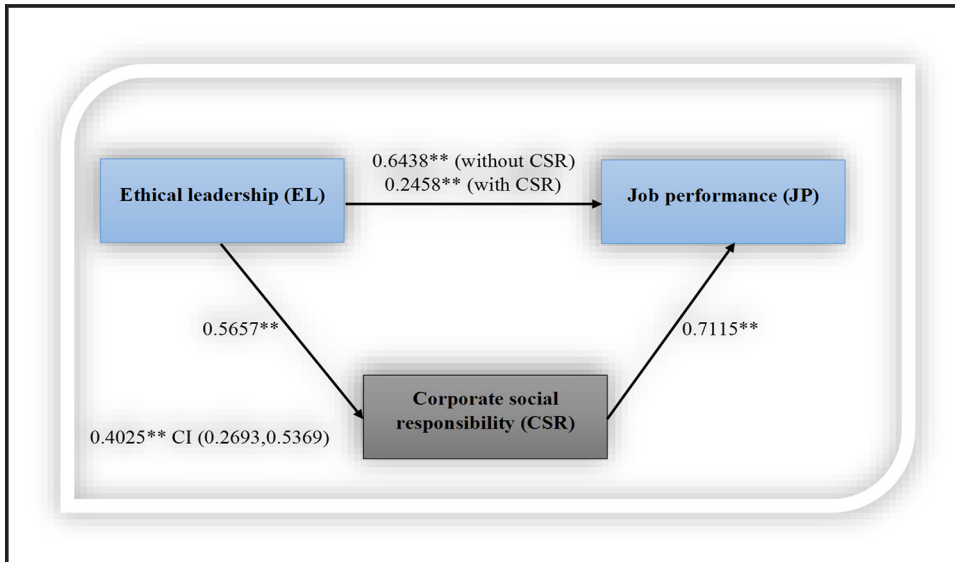 0.6438** (without CSR)
0.2458** (with CSR)
Ethical leadership (EL)
Job performance (JP)
0.5657**
0.7115**
Corporate social
responsibility (CSR)
0.4025** CI (0.2693,0.5369)